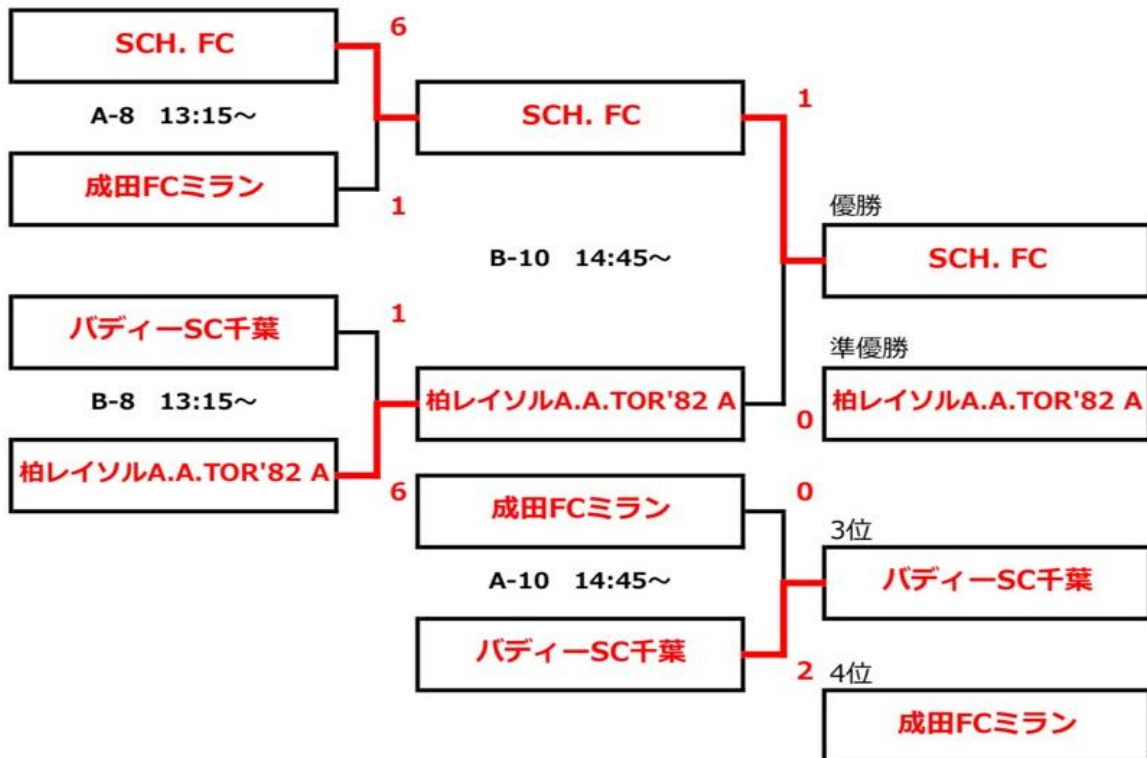 SCH. FC
6
A-8 13:15～
成田FCミラン
1
バディーSC千葉
1
B-8 13:15～
柏レイソルA.A.TOR'82 A
6
SCH. FC
1
B-10 14:45～
柏レイソルA.A.TOR'82 A
0
成田FCミラン
0
A-10 14:45～
バディーSC千葉
2
優勝
SCH. FC
準優勝
柏レイソルA.A.TOR'82 A
3位
バディーSC千葉
4位
成田FCミラン